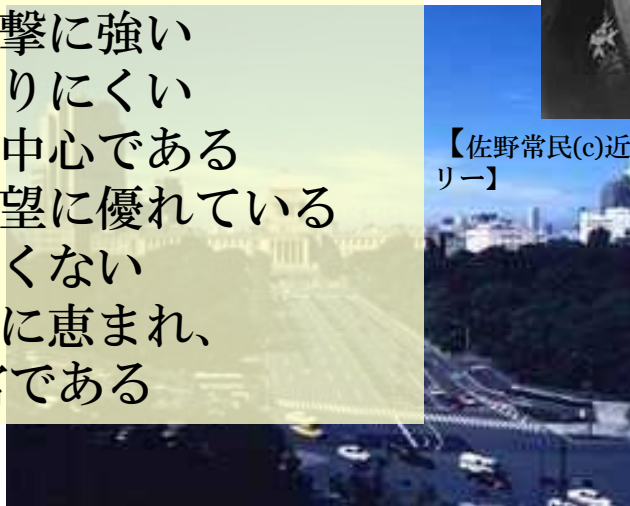 撃に強い
りにくい
中心である
望に優れている
くない
に恵まれ、
である
【佐野常民(c)近
リー】